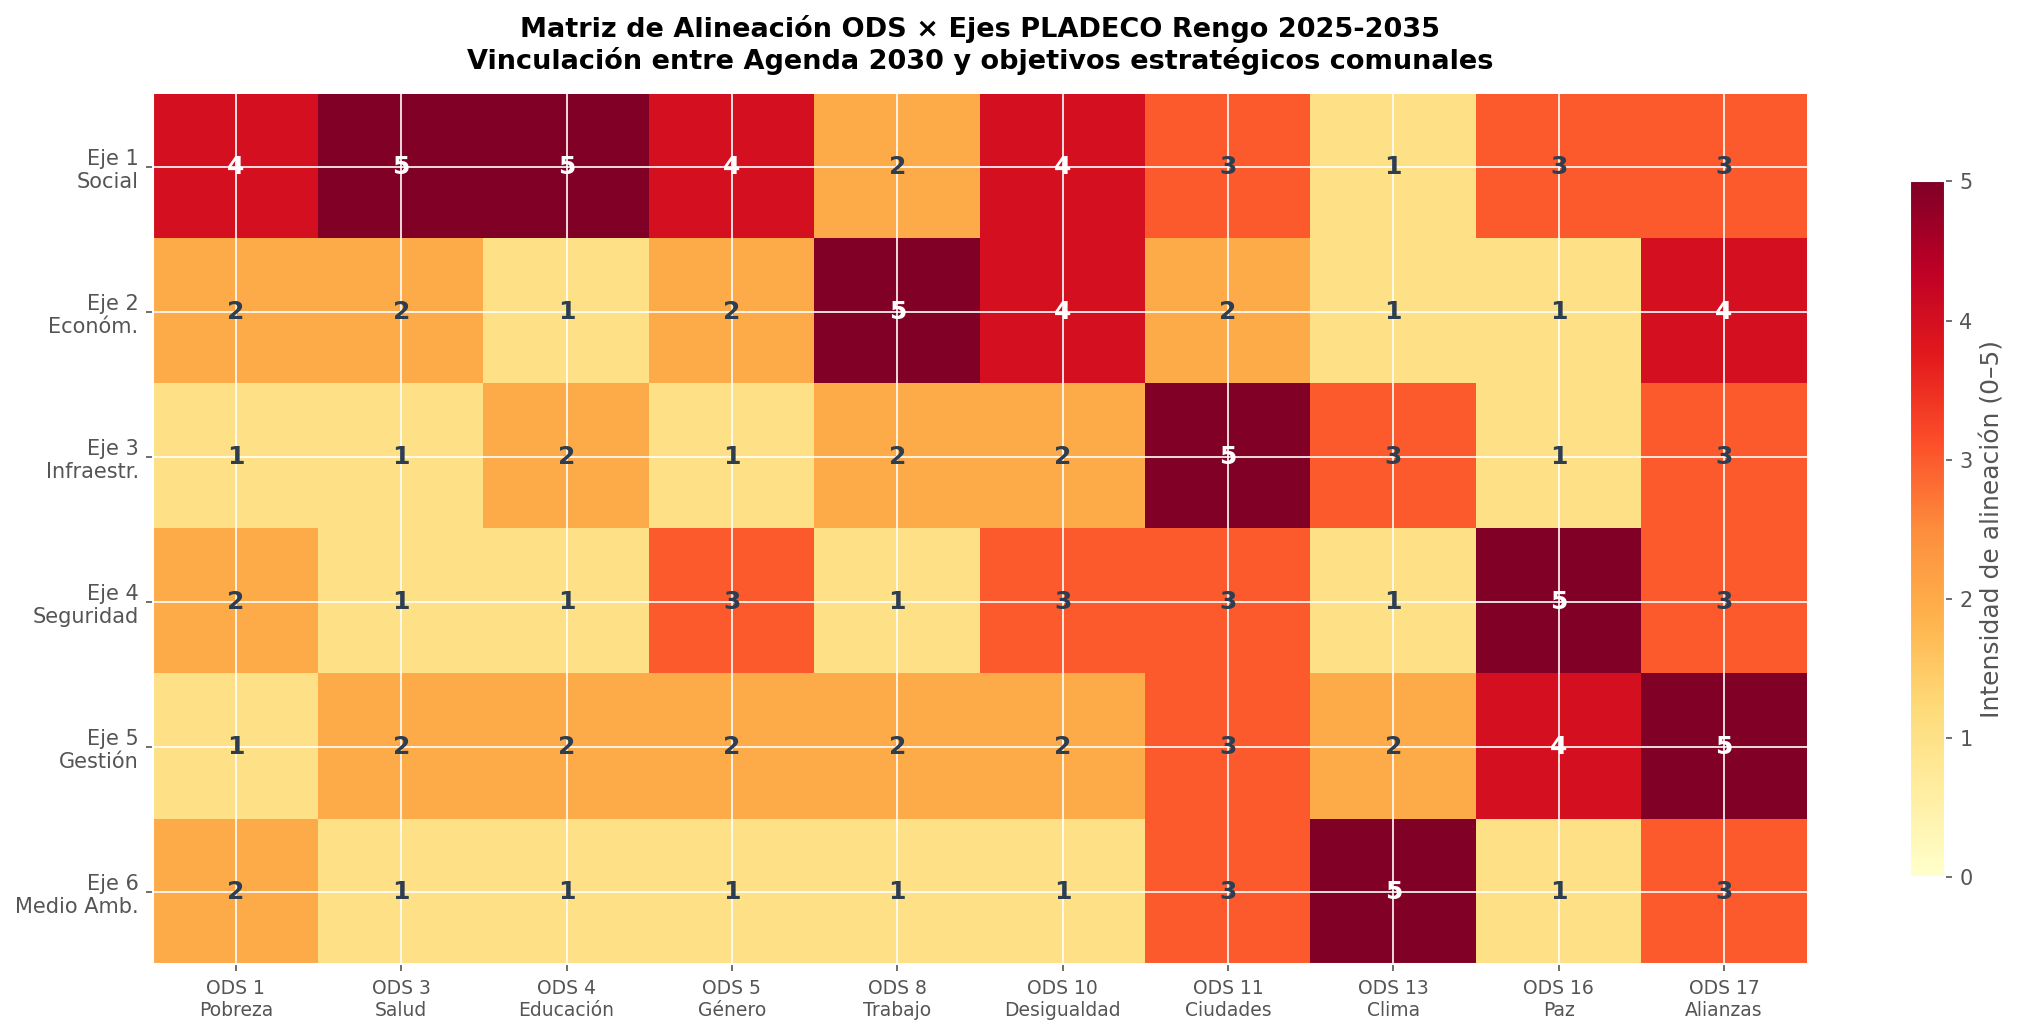 Matriz de Alineación ODS × Ejes PLADECO Rengo 2025-2035
Vinculación entre Agenda 2030 y objetivos estratégicos comunales
Eje 1
Social
4 5 5 4 2 4 3 1 3 3
Eje 2
Económ.
2 2 1 2 5 4 2 1 1 4
Eje 3
Infraestr.
1 1 2 1 2 2 5 3 1 3
Eje 4
Seguridad
2 1 1 3 1 3 3 1 5 3
Eje 5
Gestión
1 2 2 2 2 2 3 2 4 5
Eje 6
Medio Amb.
2 1 1 1 1 1 3 5 1 3
ODS 1 ODS 3 ODS 4 ODS 5 ODS 8 ODS 10 ODS 11 ODS 13 ODS 16 ODS 17
Pobreza Salud Educación Género Trabajo Desigualdad Ciudades Clima Paz Alianzas
5
4
3
2
1
0
Intensidad de alineación (0–5)